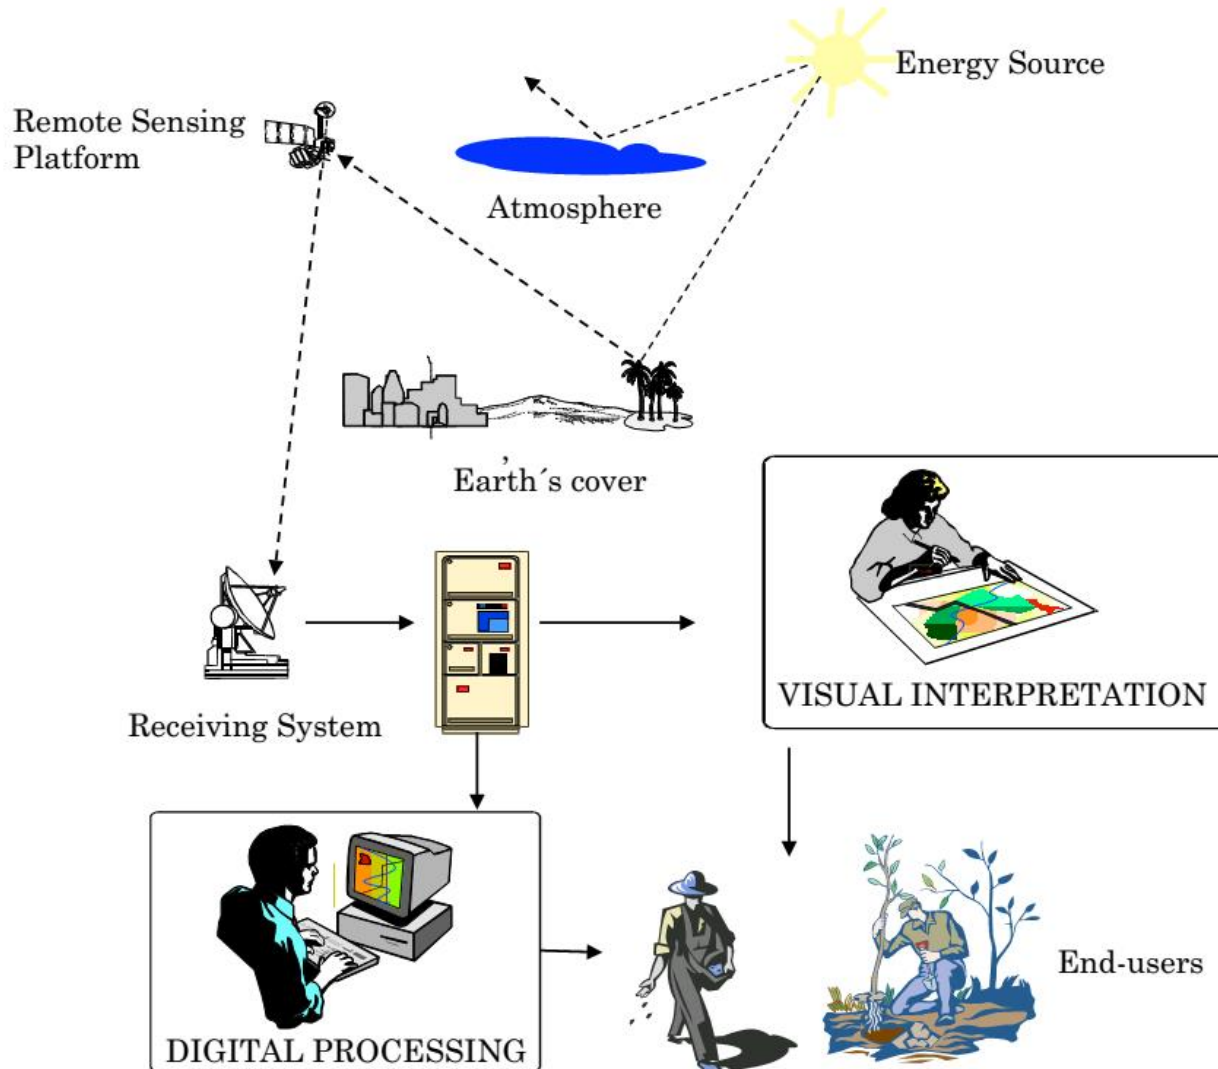 Energy Source
Remote Sensing
Platform
Atmosphere
Earth´s cover
VISUAL INTERPRETATION
Receiving System
End-users
DIGITAL PROCESSING